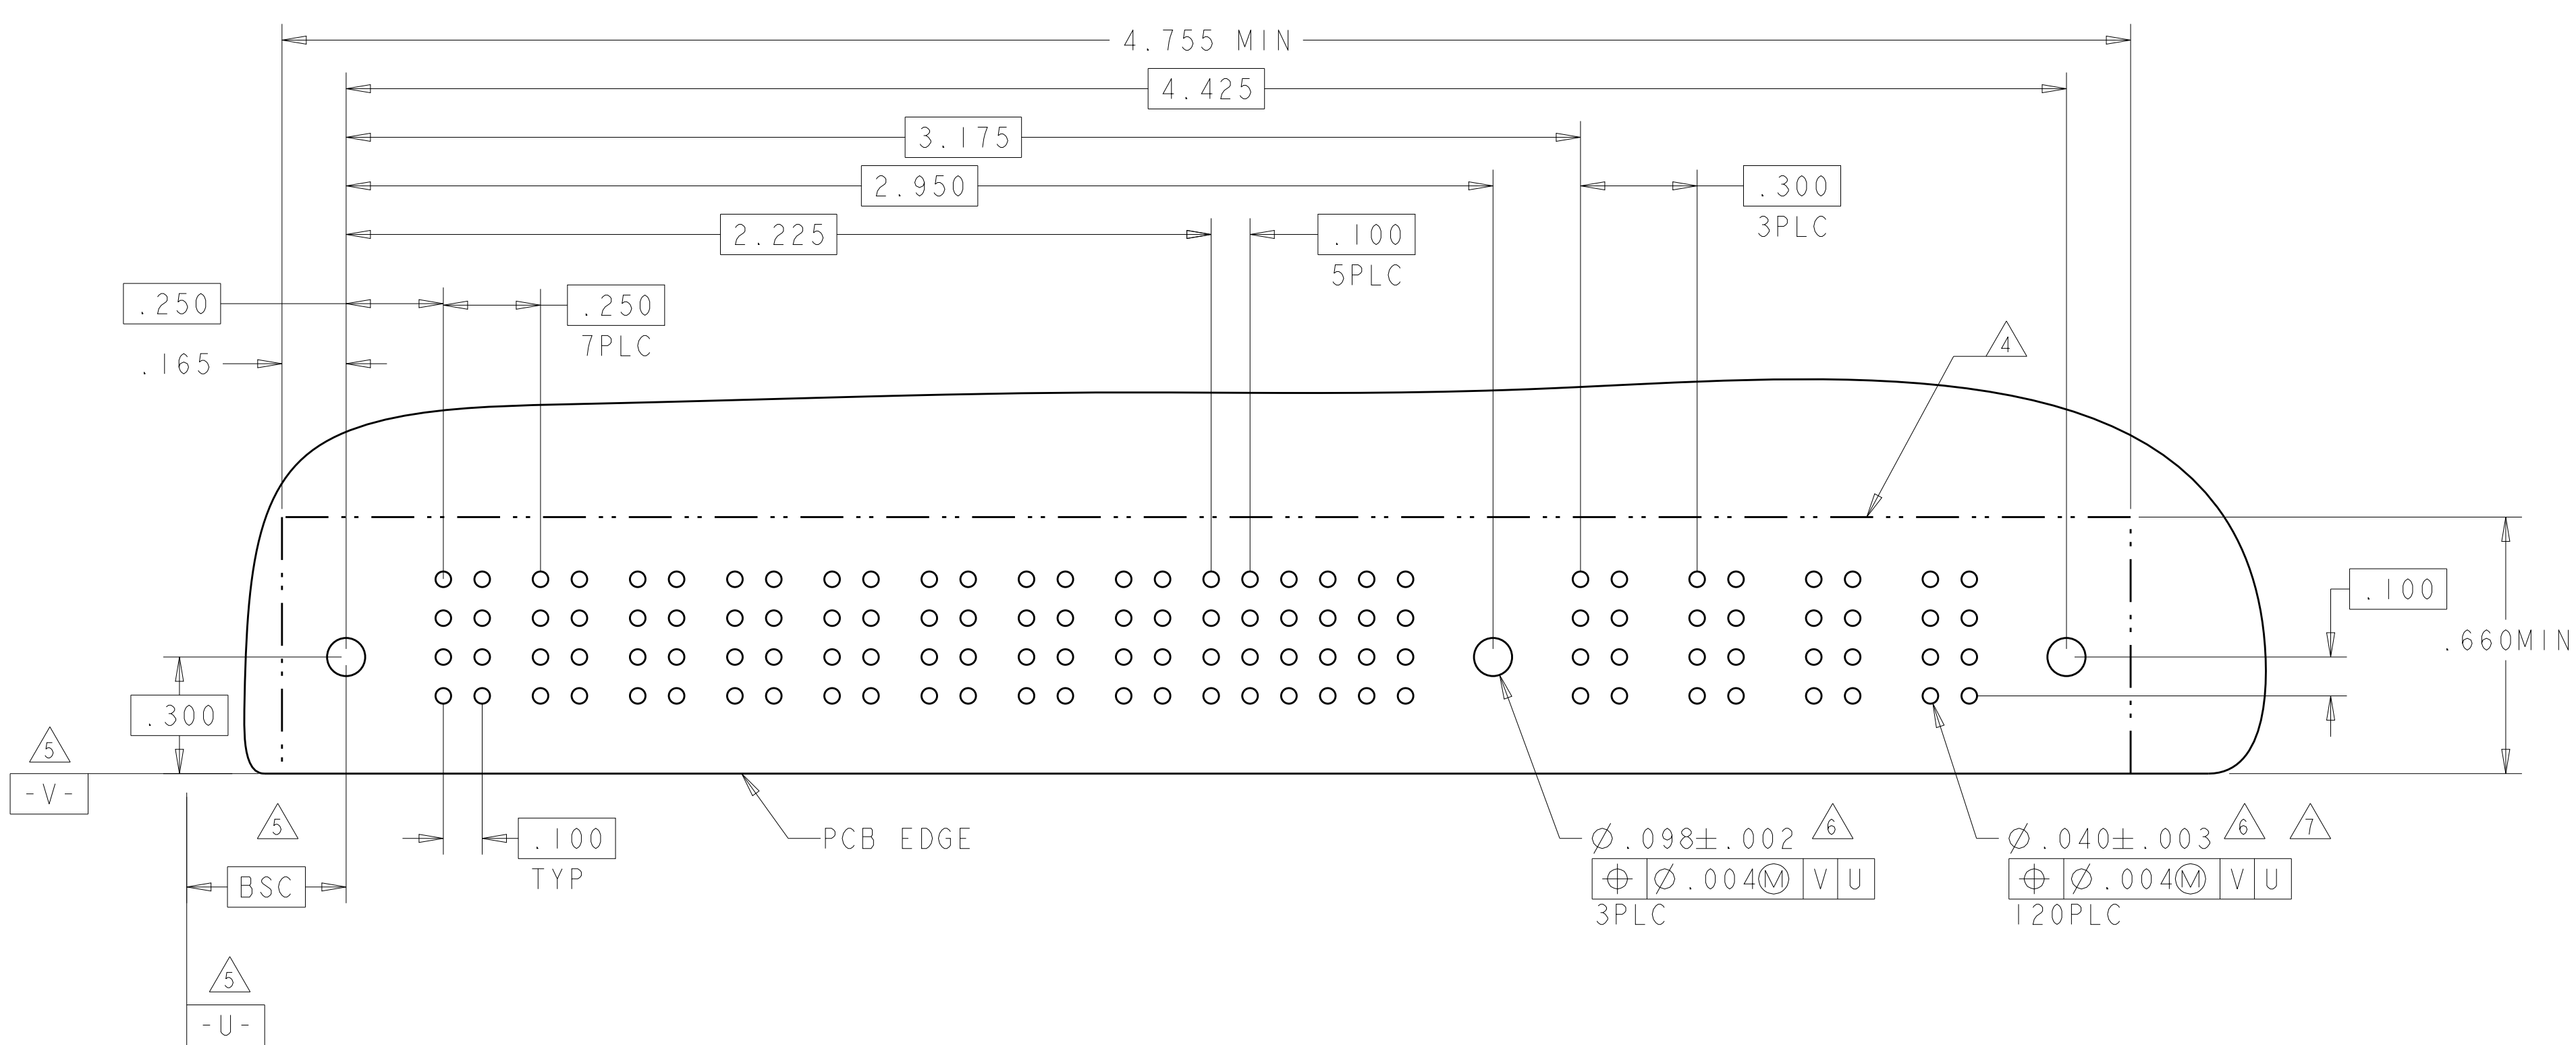 4.755 MIN
4.425
3.175
2.950
.300
3PLC
2.225
.100
5PLC
.250
.250
7PLC
.165
4
.100
.660MIN
.300
5
-V-
5
.100
TYP
PCB EDGE
BSC
Ø.098±.002 6
⌖ Ø.004Ⓜ V U
3PLC
Ø.040±.003 6 7
⌖ Ø.004Ⓜ V U
120PLC
5
-U-